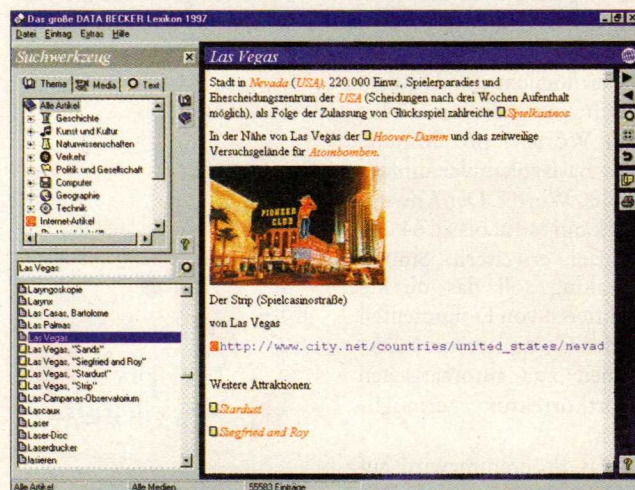 Das große DATA BECKER Lexikon 1997
Datei Eintrag Extras Hilfe
Suchwerkzeug
Thema Media Text
Alle Artikel
Geschichte
Kunst und Kultur
Naturwissenschaften
Verkehr
Politik und Gesellschaft
Computer
Geographie
Technik
Internet-Artikel
Las Vegas
Laryngoskopie
Larynx
Las Casas, Bartolome
Las Palmas
Las Vegas
Las Vegas, "Sands"
Las Vegas, "Siegfried and Roy"
Las Vegas, "Stardust"
Las Vegas, "Strip"
Las-Campanas-Observatorium
Lascaux
Laser
Laser-Disc
Laserdrucker
lasieren
Las Vegas
Stadt in Nevada (USA), 220.000 Einw., Spielerparadies und
Ehescheidungszentrum der USA (Scheidungen nach drei Wochen Aufenthalt
möglich), als Folge der Zulassung von Glücksspiel zahlreiche Spielkasinos
In der Nähe von Las Vegas der Hoover-Damm und das zeitweilige
Versuchsgelände für Atombomben.
PIONEER
CLUB
Der Strip (Spielcasinostraße)
von Las Vegas
http://www.city.net/countries/united_states/nevad
Weitere Attraktionen:
Stardust
Siegfried and Roy
Alle Artikel Alle Medien 55583 Einträge